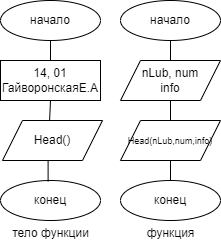 начало
14, 01
ГайворонскаяЕ.А
Head()
конец
тело функции
начало
nLub, num
info
Head(nLub,num,info)
конец
функция